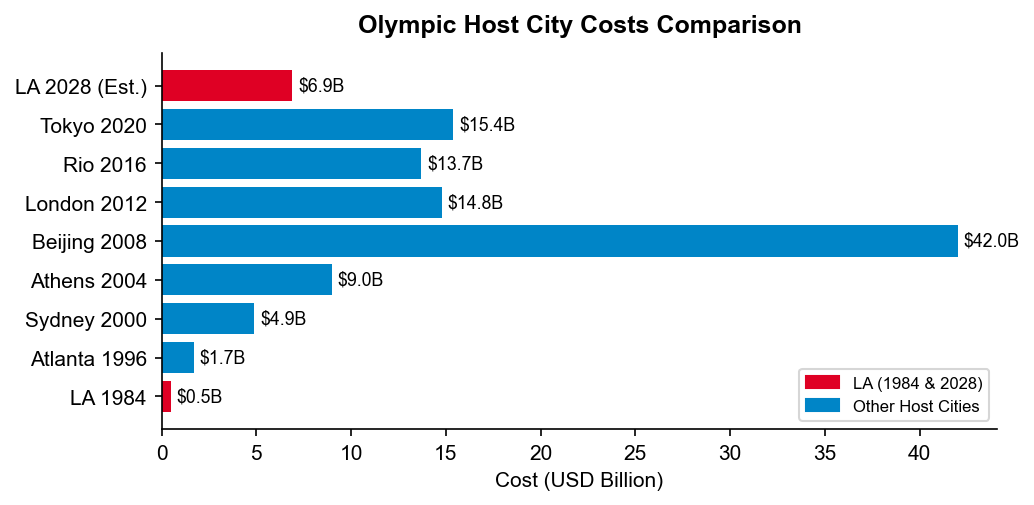 Olympic Host City Costs Comparison
LA 2028 (Est.) $6.9B
Tokyo 2020 $15.4B
Rio 2016 $13.7B
London 2012 $14.8B
Beijing 2008 $42.0B
Athens 2004 $9.0B
Sydney 2000 $4.9B
Atlanta 1996 $1.7B
LA 1984 $0.5B
LA (1984 & 2028)
Other Host Cities
0 5 10 15 20 25 30 35 40
Cost (USD Billion)